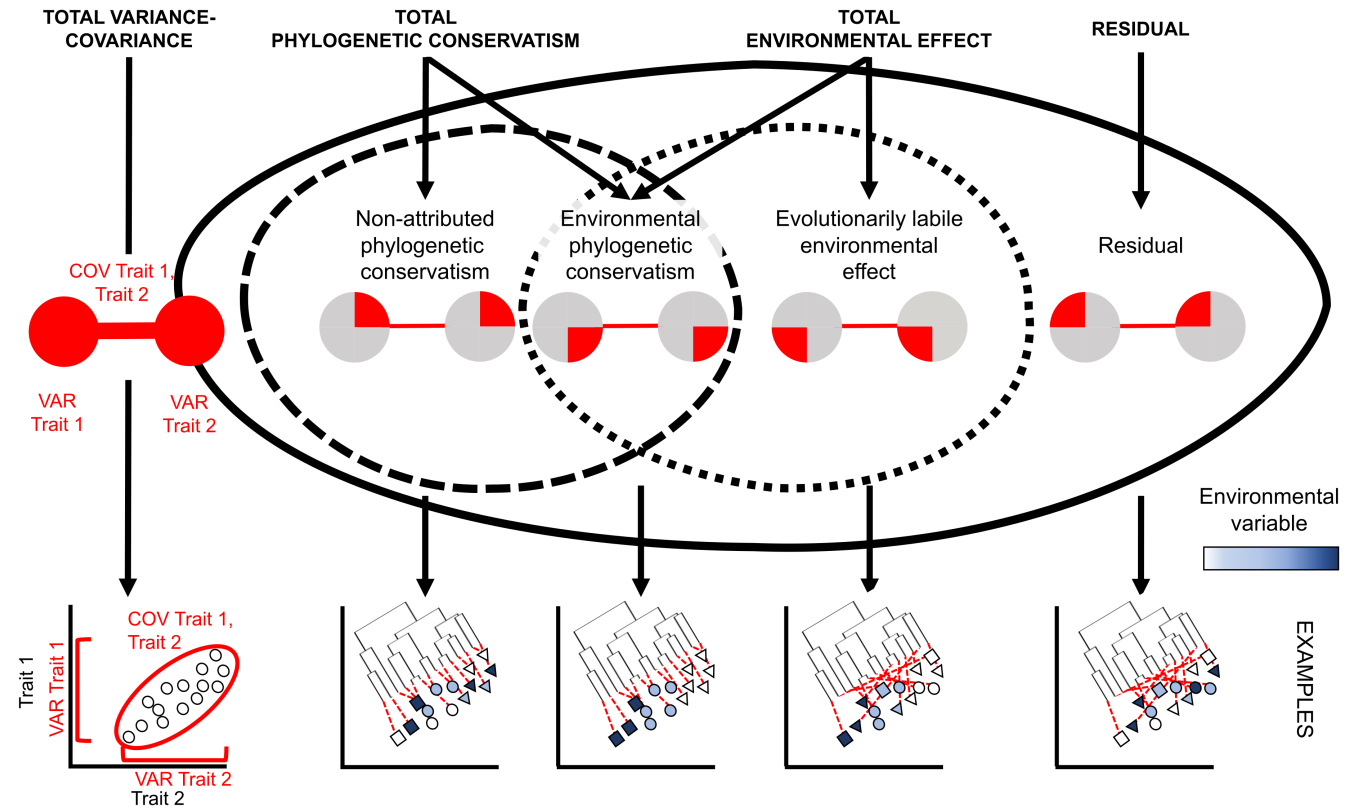 TOTAL VARIANCE-
COVARIANCE
TOTAL
PHYLOGENETIC CONSERVATISM
TOTAL
ENVIRONMENTAL EFFECT
RESIDUAL
Non-attributed
phylogenetic
conservatism
Environmental
phylogenetic
conservatism
Evolutionarily labile
environmental
effect
Residual
COV Trait 1,
Trait 2
VAR
Trait 1
VAR
Trait 2
Environmental
variable
COV Trait 1,
Trait 2
Trait 1
VAR Trait 1
VAR Trait 2
Trait 2
EXAMPLES